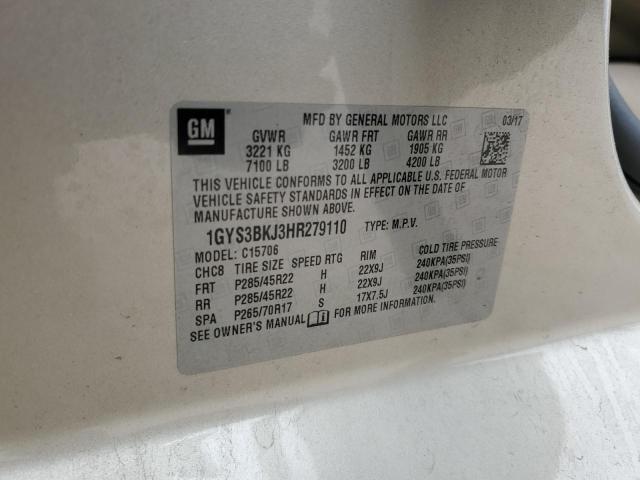 GM
MFD BY GENERAL MOTORS LLC 03/17
GVWR GAWR FRT GAWR RR
3221 KG 1452 KG 1905 KG
7100 LB 3200 LB 4200 LB
THIS VEHICLE CONFORMS TO ALL APPLICABLE U.S. FEDERAL MOTOR
VEHICLE SAFETY STANDARDS IN EFFECT ON THE DATE OF
MANUFACTURE SHOWN ABOVE.
1GYS3BKJ3HR279110 TYPE: M.P.V.
MODEL: C15706
CHC8 TIRE SIZE SPEED RTG RIM COLD TIRE PRESSURE
FRT P285/45R22 H 22X9J 240KPA(35PSI)
RR P285/45R22 H 22X9J 240KPA(35PSI)
SPA P265/70R17 S 17X7.5J 240KPA(35PSI)
SEE OWNER'S MANUAL FOR MORE INFORMATION.